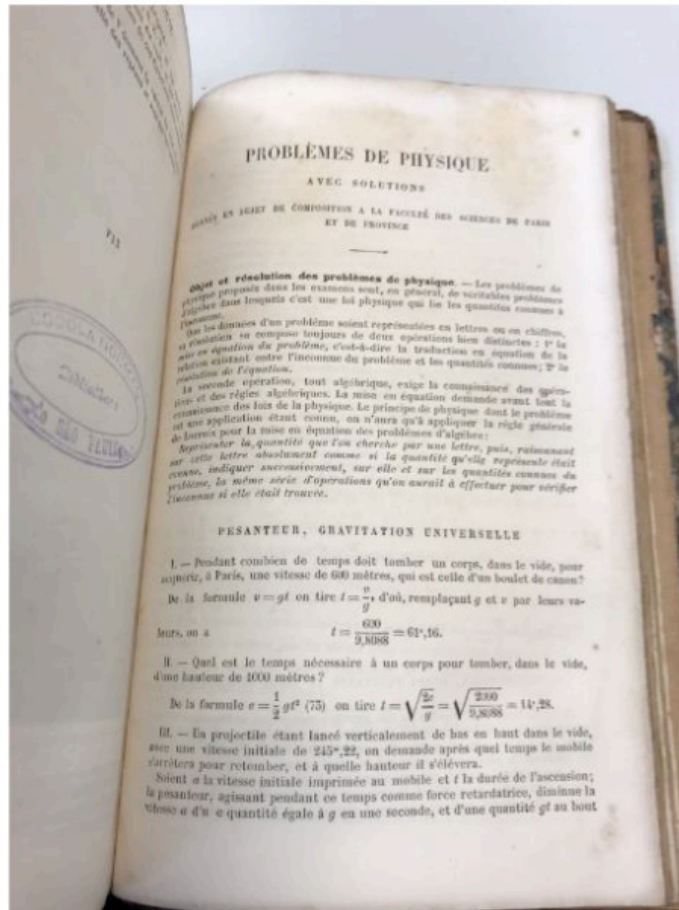 VII
PROBLÈMES DE PHYSIQUE
AVEC SOLUTIONS
DONNÉS EN SUJET DE COMPOSITION A LA FACULTÉ DES SCIENCES DE PARIS
ET DE PROVINCE
Objet et résolution des problèmes de physique. — Les problèmes de
physique proposés dans les examens sont, en général, de véritables problèmes
d'algèbre dans lesquels c'est une loi physique qui lie les quantités connues à
l'inconnue.
Que les données d'un problème soient représentées en lettres ou en chiffres,
sa résolution se compose toujours de deux opérations bien distinctes : 1° la
mise en équation du problème, c'est-à-dire la traduction en équation de la
relation existant entre l'inconnue du problème et les quantités connues; 2° la
résolution de l'équation.
La seconde opération, tout algébrique, exige la connaissance des opéra-
tions et des règles algébriques. La mise en équation demande avant tout la
connaissance des lois de la physique. Le principe de physique dont le problème
est une application étant connu, on n'aura qu'à appliquer la règle générale
de pour la mise en équation des problèmes d'algèbre:
Représenter la quantité que l'on cherche par une lettre, puis, raisonnant
sur cette lettre absolument comme si la quantité qu'elle représente était
connue, indiquer successivement, sur elle et sur les quantités connues du
problème, la même série d'opérations qu'on aurait à effectuer pour vérifier
l'inconnue si elle était trouvée.
PESANTEUR, GRAVITATION UNIVERSELLE
I. — Pendant combien de temps doit tomber un corps, dans le vide, pour
acquérir, à Paris, une vitesse de 600 mètres, qui est celle d'un boulet de canon?
De la formule v = gt on tire t = v/g, d'où, remplaçant g et v par leurs va-
leurs, on a t = 600/9,8088 = 61ˢ,16.
II. — Quel est le temps nécessaire à un corps pour tomber, dans le vide,
d'une hauteur de 1000 mètres?
De la formule e = 1/2 gt² (75) on tire t = √(2e/g) = √(2000/9,8088) = 14ˢ,28.
III. — Un projectile étant lancé verticalement de bas en haut dans le vide,
avec une vitesse initiale de 245ᵐ,22, on demande après quel temps le mobile
s'arrêtera pour retomber, et à quelle hauteur il s'élèvera.
Soient a la vitesse initiale imprimée au mobile et t la durée de l'ascension;
la pesanteur, agissant pendant ce temps comme force retardatrice, diminue la
vitesse a d'u e quantité égale à g en une seconde, et d'une quantité gt au bout